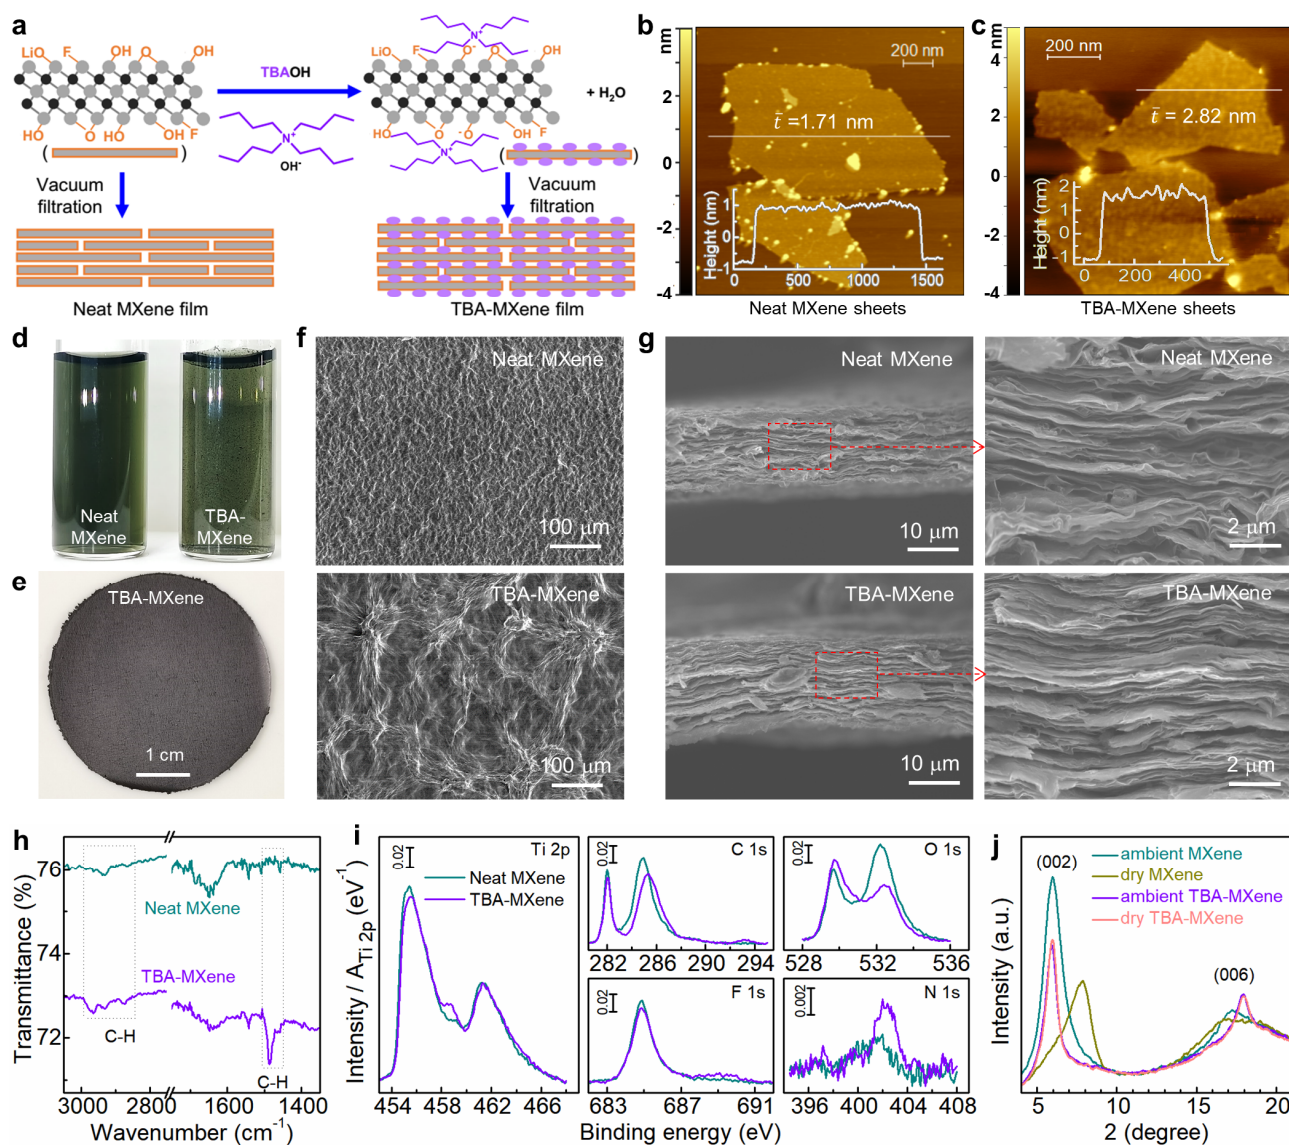 a
LiO
F
OH
O
OH
HO
HO
O
OH
F
TBAOH
N⁺
OH⁻
N⁺
LiO
F
O⁻
O
OH
HO
O
O⁻
OH
F
N⁺
+ H₂O
(
)
(
)
Vacuum
filtration
Vacuum
filtration
Neat MXene film
TBA-MXene film
b
nm
2
0
-2
-4
200 nm
t̄ =1.71 nm
Height (nm)
1
0
-1
0
500
1000
1500
Neat MXene sheets
c
nm
4
2
0
-2
-4
200 nm
t̄ = 2.82 nm
Height (nm)
2
1
0
-1
0
200
400
TBA-MXene sheets
d
Neat
MXene
TBA-
MXene
e
TBA-MXene
1 cm
f
Neat MXene
100 μm
TBA-MXene
100 μm
g
Neat MXene
10 μm
Neat MXene
2 μm
TBA-MXene
10 μm
TBA-MXene
2 μm
h
Transmittance (%)
76
74
72
Neat MXene
TBA-MXene
C-H
C-H
3000
2800
1600
1400
Wavenumber (cm⁻¹)
i
Intensity / A Ti 2p (eV⁻¹)
0.02
Ti 2p
Neat MXene
TBA-MXene
454
458
462
466
0.02
C 1s
282
286
290
294
0.02
O 1s
528
532
536
0.02
F 1s
683
687
691
0.002
N 1s
396
400
404
408
Binding energy (eV)
j
Intensity (a.u.)
(002)
ambient MXene
dry MXene
ambient TBA-MXene
dry TBA-MXene
(006)
5
10
15
20
2 (degree)